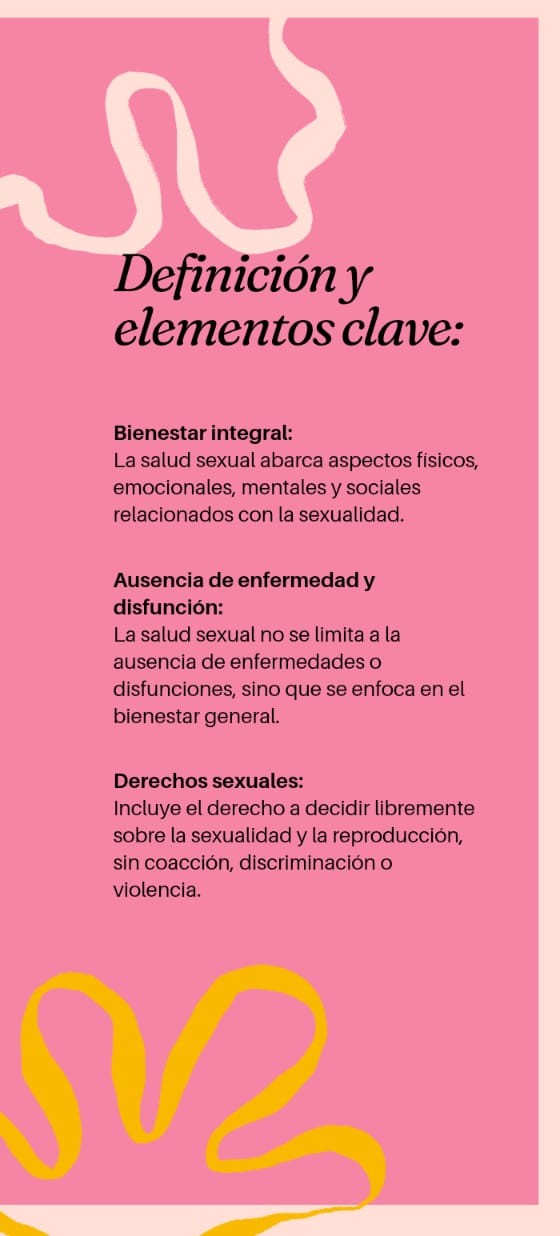 Definición y
elementos clave:
Bienestar integral:
La salud sexual abarca aspectos físicos,
emocionales, mentales y sociales
relacionados con la sexualidad.
Ausencia de enfermedad y
disfunción:
La salud sexual no se limita a la
ausencia de enfermedades o
disfunciones, sino que se enfoca en el
bienestar general.
Derechos sexuales:
Incluye el derecho a decidir libremente
sobre la sexualidad y la reproducción,
sin coacción, discriminación o
violencia.